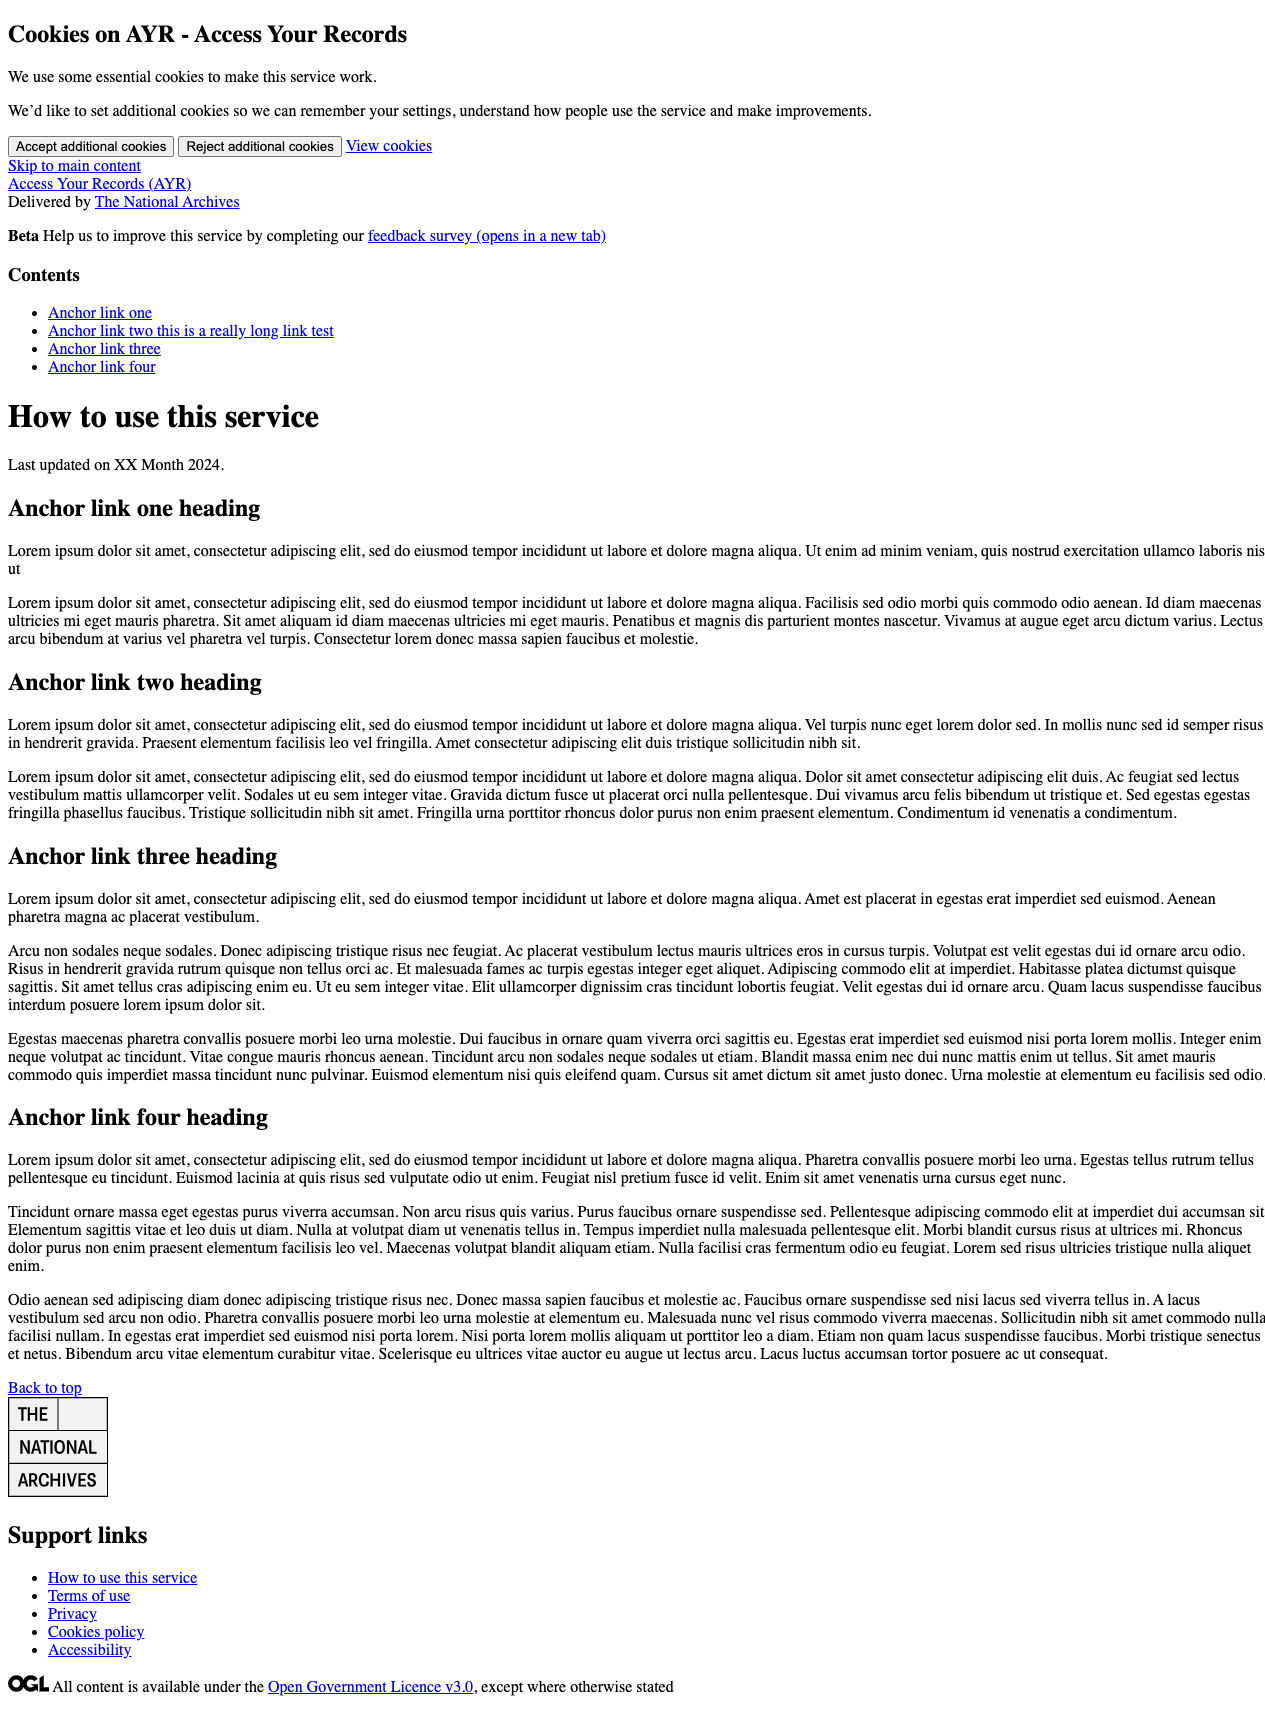 Cookies on AYR - Access Your Records
We use some essential cookies to make this service work.
We’d like to set additional cookies so we can remember your settings, understand how people use the service and make improvements.
Accept additional cookies Reject additional cookies View cookies
Skip to main content
Access Your Records (AYR)
Delivered by The National Archives
Beta Help us to improve this service by completing our feedback survey (opens in a new tab)
Contents
Anchor link one
Anchor link two this is a really long link test
Anchor link three
Anchor link four
How to use this service
Last updated on XX Month 2024.
Anchor link one heading
Lorem ipsum dolor sit amet, consectetur adipiscing elit, sed do eiusmod tempor incididunt ut labore et dolore magna aliqua. Ut enim ad minim veniam, quis nostrud exercitation ullamco laboris nis
ut
Lorem ipsum dolor sit amet, consectetur adipiscing elit, sed do eiusmod tempor incididunt ut labore et dolore magna aliqua. Facilisis sed odio morbi quis commodo odio aenean. Id diam maecenas
ultricies mi eget mauris pharetra. Sit amet aliquam id diam maecenas ultricies mi eget mauris. Penatibus et magnis dis parturient montes nascetur. Vivamus at augue eget arcu dictum varius. Lectus
arcu bibendum at varius vel pharetra vel turpis. Consectetur lorem donec massa sapien faucibus et molestie.
Anchor link two heading
Lorem ipsum dolor sit amet, consectetur adipiscing elit, sed do eiusmod tempor incididunt ut labore et dolore magna aliqua. Vel turpis nunc eget lorem dolor sed. In mollis nunc sed id semper risus
in hendrerit gravida. Praesent elementum facilisis leo vel fringilla. Amet consectetur adipiscing elit duis tristique sollicitudin nibh sit.
Lorem ipsum dolor sit amet, consectetur adipiscing elit, sed do eiusmod tempor incididunt ut labore et dolore magna aliqua. Dolor sit amet consectetur adipiscing elit duis. Ac feugiat sed lectus
vestibulum mattis ullamcorper velit. Sodales ut eu sem integer vitae. Gravida dictum fusce ut placerat orci nulla pellentesque. Dui vivamus arcu felis bibendum ut tristique et. Sed egestas egestas
fringilla phasellus faucibus. Tristique sollicitudin nibh sit amet. Fringilla urna porttitor rhoncus dolor purus non enim praesent elementum. Condimentum id venenatis a condimentum.
Anchor link three heading
Lorem ipsum dolor sit amet, consectetur adipiscing elit, sed do eiusmod tempor incididunt ut labore et dolore magna aliqua. Amet est placerat in egestas erat imperdiet sed euismod. Aenean
pharetra magna ac placerat vestibulum.
Arcu non sodales neque sodales. Donec adipiscing tristique risus nec feugiat. Ac placerat vestibulum lectus mauris ultrices eros in cursus turpis. Volutpat est velit egestas dui id ornare arcu odio.
Risus in hendrerit gravida rutrum quisque non tellus orci ac. Et malesuada fames ac turpis egestas integer eget aliquet. Adipiscing commodo elit at imperdiet. Habitasse platea dictumst quisque
sagittis. Sit amet tellus cras adipiscing enim eu. Ut eu sem integer vitae. Elit ullamcorper dignissim cras tincidunt lobortis feugiat. Velit egestas dui id ornare arcu. Quam lacus suspendisse faucibus
interdum posuere lorem ipsum dolor sit.
Egestas maecenas pharetra convallis posuere morbi leo urna molestie. Dui faucibus in ornare quam viverra orci sagittis eu. Egestas erat imperdiet sed euismod nisi porta lorem mollis. Integer enim
neque volutpat ac tincidunt. Vitae congue mauris rhoncus aenean. Tincidunt arcu non sodales neque sodales ut etiam. Blandit massa enim nec dui nunc mattis enim ut tellus. Sit amet mauris
commodo quis imperdiet massa tincidunt nunc pulvinar. Euismod elementum nisi quis eleifend quam. Cursus sit amet dictum sit amet justo donec. Urna molestie at elementum eu facilisis sed odio.
Anchor link four heading
Lorem ipsum dolor sit amet, consectetur adipiscing elit, sed do eiusmod tempor incididunt ut labore et dolore magna aliqua. Pharetra convallis posuere morbi leo urna. Egestas tellus rutrum tellus
pellentesque eu tincidunt. Euismod lacinia at quis risus sed vulputate odio ut enim. Feugiat nisl pretium fusce id velit. Enim sit amet venenatis urna cursus eget nunc.
Tincidunt ornare massa eget egestas purus viverra accumsan. Non arcu risus quis varius. Purus faucibus ornare suspendisse sed. Pellentesque adipiscing commodo elit at imperdiet dui accumsan sit
Elementum sagittis vitae et leo duis ut diam. Nulla at volutpat diam ut venenatis tellus in. Tempus imperdiet nulla malesuada pellentesque elit. Morbi blandit cursus risus at ultrices mi. Rhoncus
dolor purus non enim praesent elementum facilisis leo vel. Maecenas volutpat blandit aliquam etiam. Nulla facilisi cras fermentum odio eu feugiat. Lorem sed risus ultricies tristique nulla aliquet
enim.
Odio aenean sed adipiscing diam donec adipiscing tristique risus nec. Donec massa sapien faucibus et molestie ac. Faucibus ornare suspendisse sed nisi lacus sed viverra tellus in. A lacus
vestibulum sed arcu non odio. Pharetra convallis posuere morbi leo urna molestie at elementum eu. Malesuada nunc vel risus commodo viverra maecenas. Sollicitudin nibh sit amet commodo nulla
facilisi nullam. In egestas erat imperdiet sed euismod nisi porta lorem. Nisi porta lorem mollis aliquam ut porttitor leo a diam. Etiam non quam lacus suspendisse faucibus. Morbi tristique senectus
et netus. Bibendum arcu vitae elementum curabitur vitae. Scelerisque eu ultrices vitae auctor eu augue ut lectus arcu. Lacus luctus accumsan tortor posuere ac ut consequat.
Back to top
THE
NATIONAL
ARCHIVES
Support links
How to use this service
Terms of use
Privacy
Cookies policy
Accessibility
OGL All content is available under the Open Government Licence v3.0, except where otherwise stated